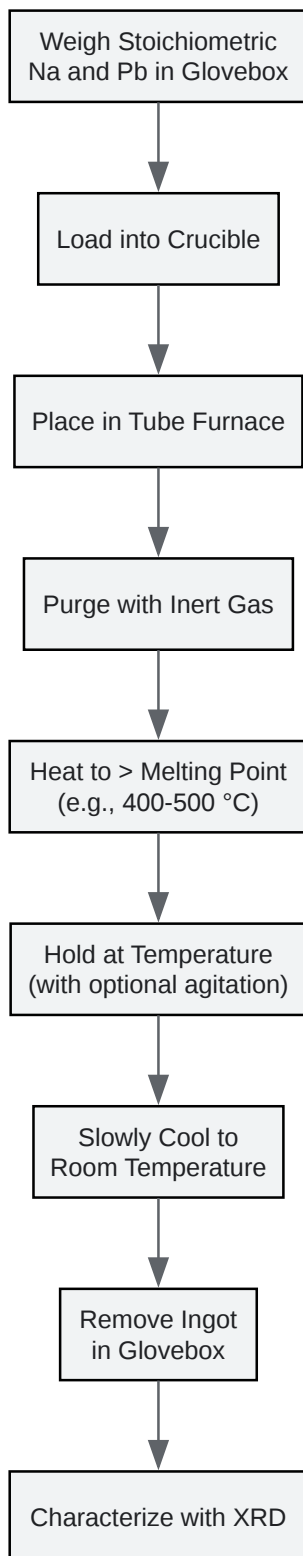 Weigh Stoichiometric
Na and Pb in Glovebox
Load into Crucible
Place in Tube Furnace
Purge with Inert Gas
Heat to > Melting Point
(e.g., 400-500 °C)
Hold at Temperature
(with optional agitation)
Slowly Cool to
Room Temperature
Remove Ingot
in Glovebox
Characterize with XRD